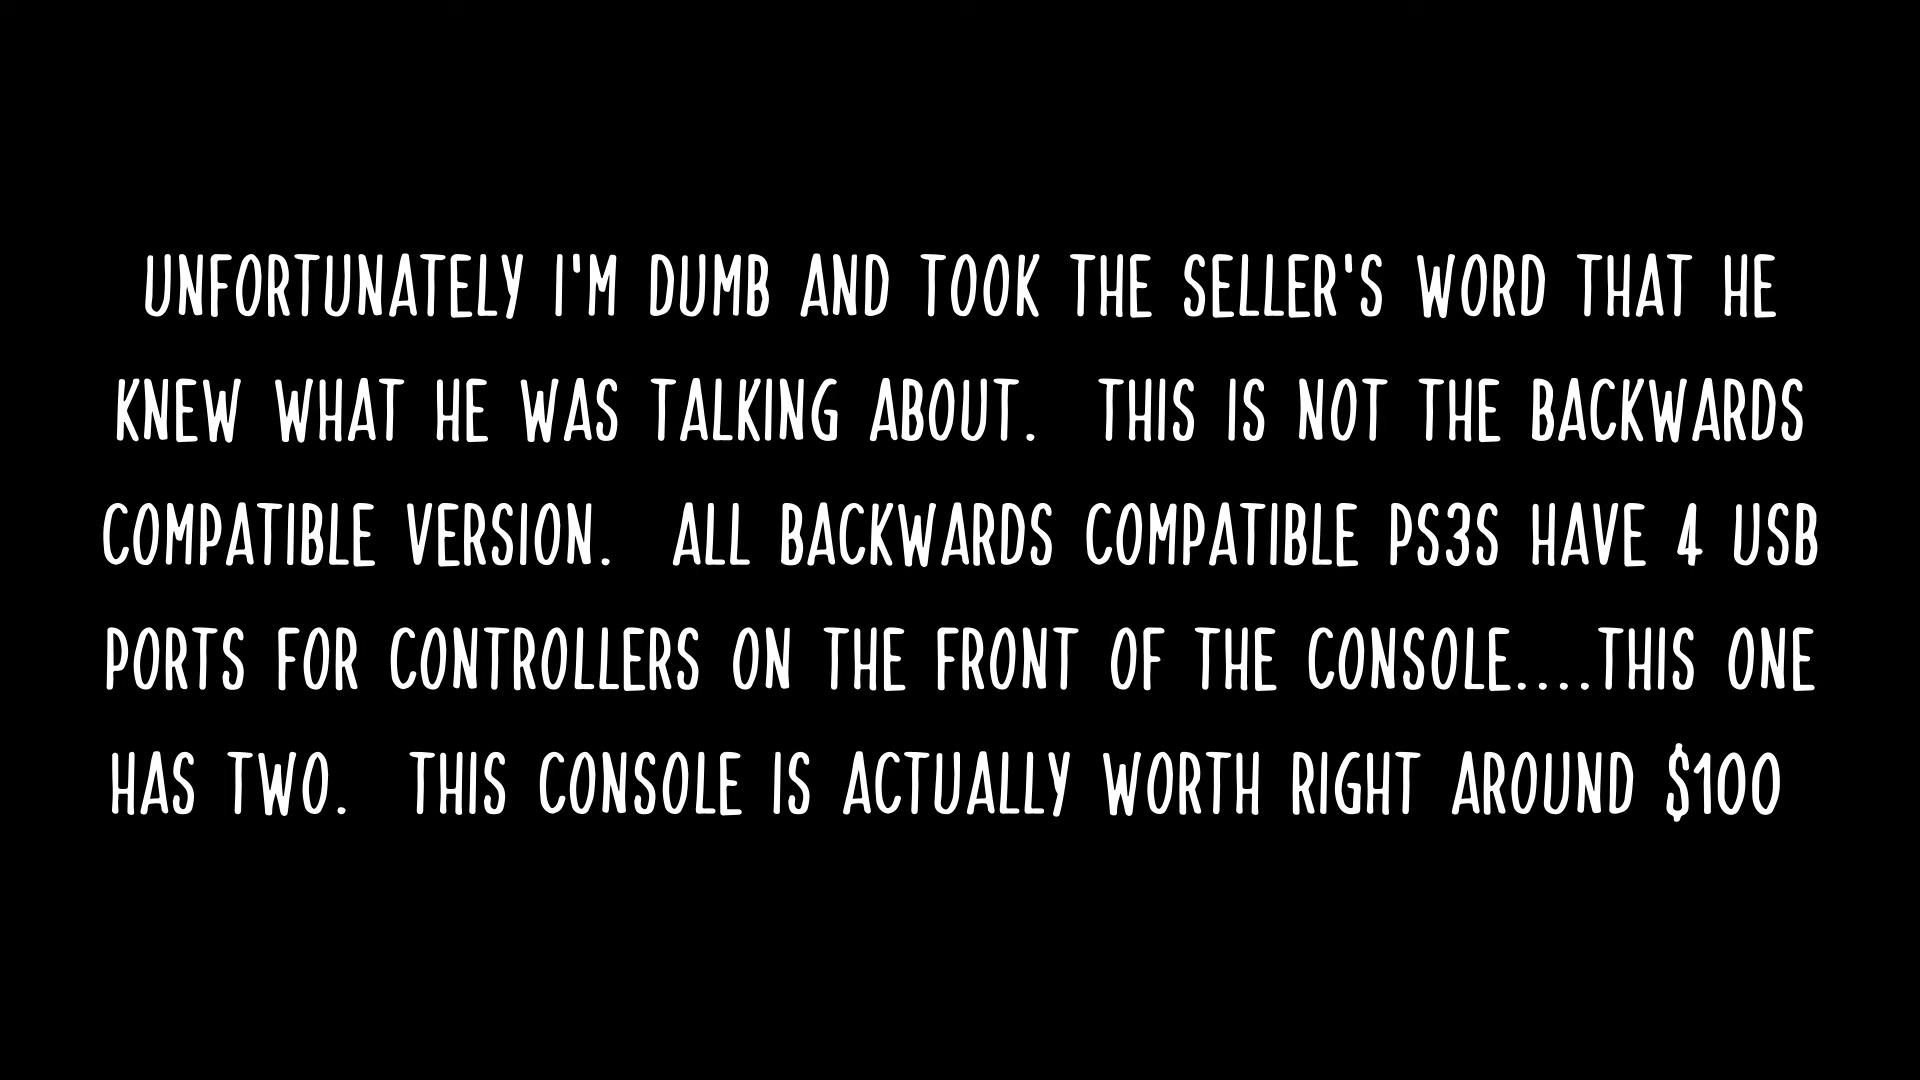 UNFORTUNATELY I'M DUMB AND TOOK THE SELLER'S WORD THAT HE
KNEW WHAT HE WAS TALKING ABOUT.  THIS IS NOT THE BACKWARDS
COMPATIBLE VERSION.  ALL BACKWARDS COMPATIBLE PS3S HAVE 4 USB
PORTS FOR CONTROLLERS ON THE FRONT OF THE CONSOLE....THIS ONE
HAS TWO.  THIS CONSOLE IS ACTUALLY WORTH RIGHT AROUND $100